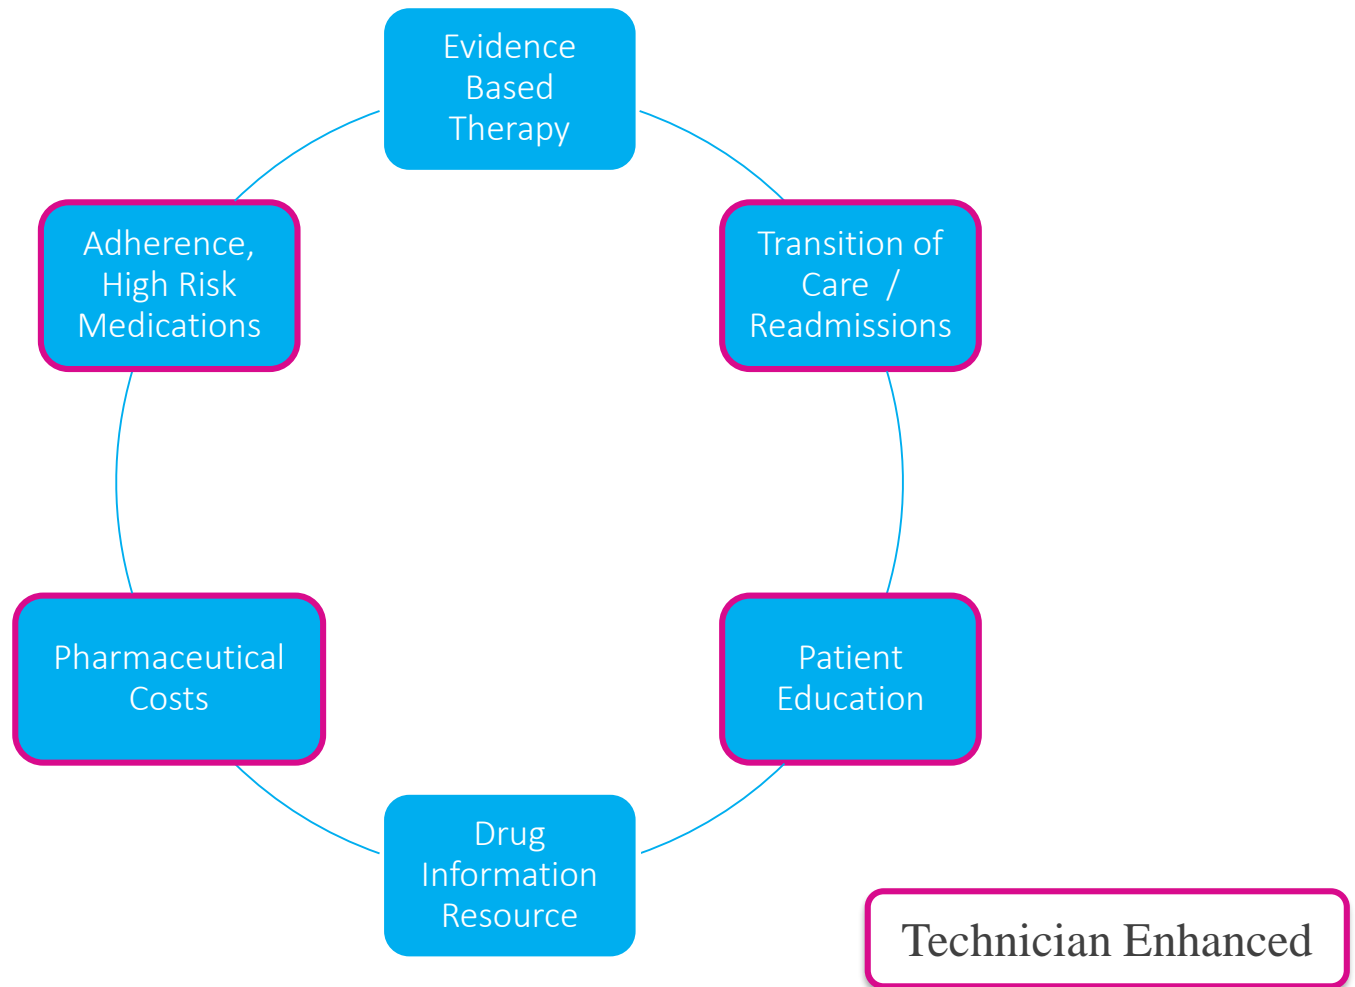 Evidence
Based
Therapy
Transition of
Care  /
Readmissions
Patient
Education
Drug
Information
Resource
Pharmaceutical
Costs
Adherence,
High Risk
Medications
Technician Enhanced